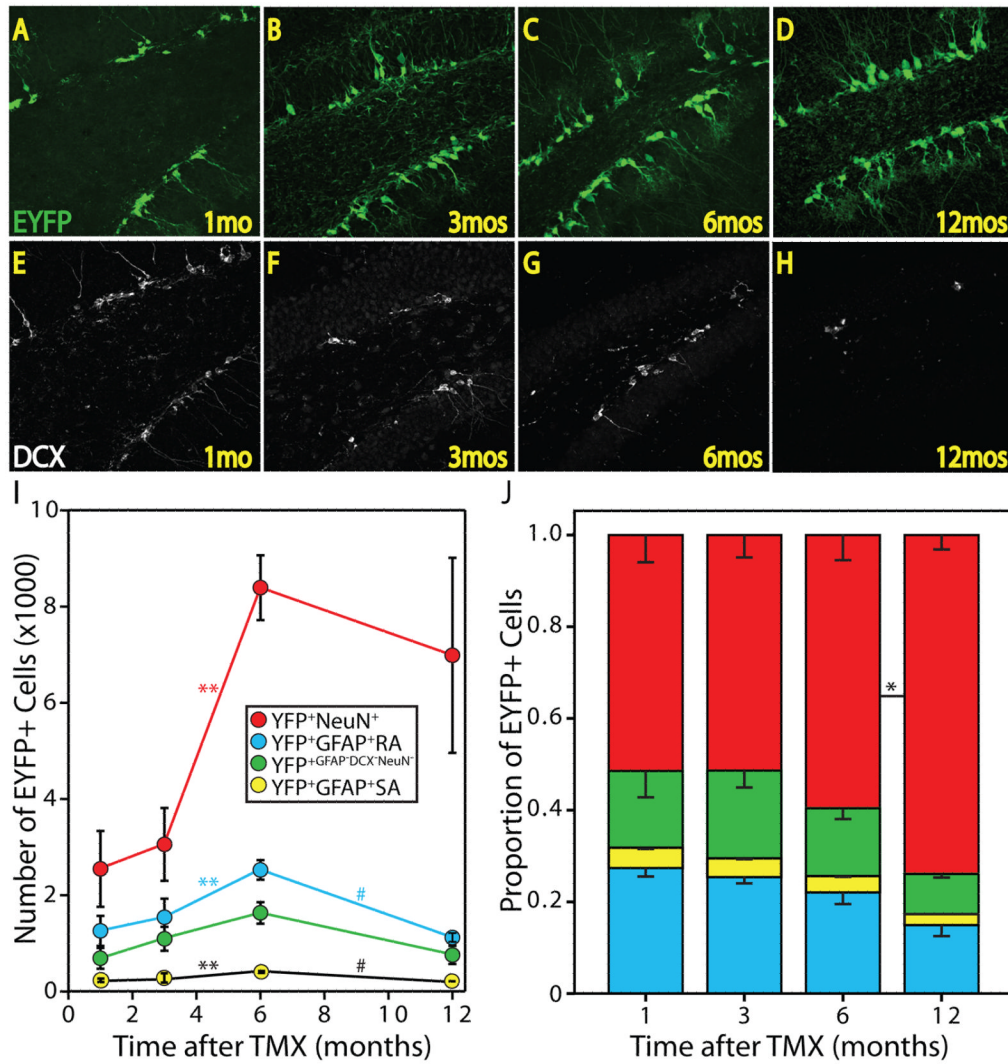 A
B
C
D
EYFP
1mo
3mos
6mos
12mos
E
F
G
H
DCX
1mo
3mos
6mos
12mos
I
Number of EYFP+ Cells (x1000)
10
8
6
4
2
0
**
**
#
**
#
YFP⁺NeuN⁺
YFP⁺GFAP⁺RA
YFP⁺ᴳᶠᴬᴾ⁻ᴰᶜˣ⁻ᴺᵉᵘᴺ⁻
YFP⁺GFAP⁺SA
0 2 4 6 8 10 12
Time after TMX (months)
J
Proportion of EYFP+ Cells
1.0
0.8
0.6
0.4
0.2
0
*
1 3 6 12
Time after TMX (months)